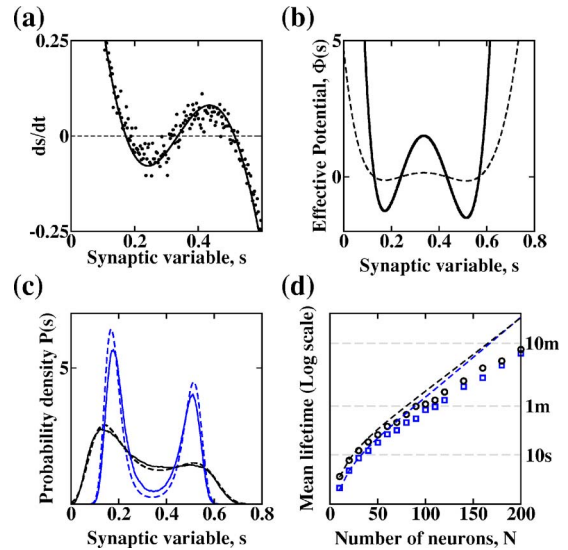 (a)
0.25
0
-0.25
ds/dt
0 0.2 0.4
Synaptic variable, s
(b)
5
0
Effective Potential, Φ(s)
0 0.2 0.4 0.6 0.8
Synaptic variable, s
(c)
5
Probability density P(s)
0 0.2 0.4 0.6 0.8
Synaptic variable, s
(d)
10m
1m
10s
Mean lifetime (Log scale)
0 50 100 150 200
Number of neurons, N